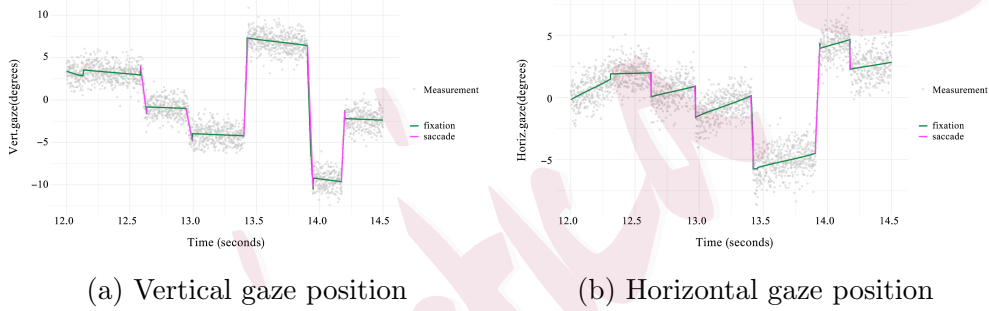 10
5
0
−5
−10
Vert.gaze(degrees)
12.0 12.5 13.0 13.5 14.0 14.5
Time (seconds)
Measurement
fixation
saccade
(a) Vertical gaze position
5
0
−5
Horiz.gaze(degrees)
12.0 12.5 13.0 13.5 14.0 14.5
Time (seconds)
Measurement
fixation
saccade
(b) Horizontal gaze position